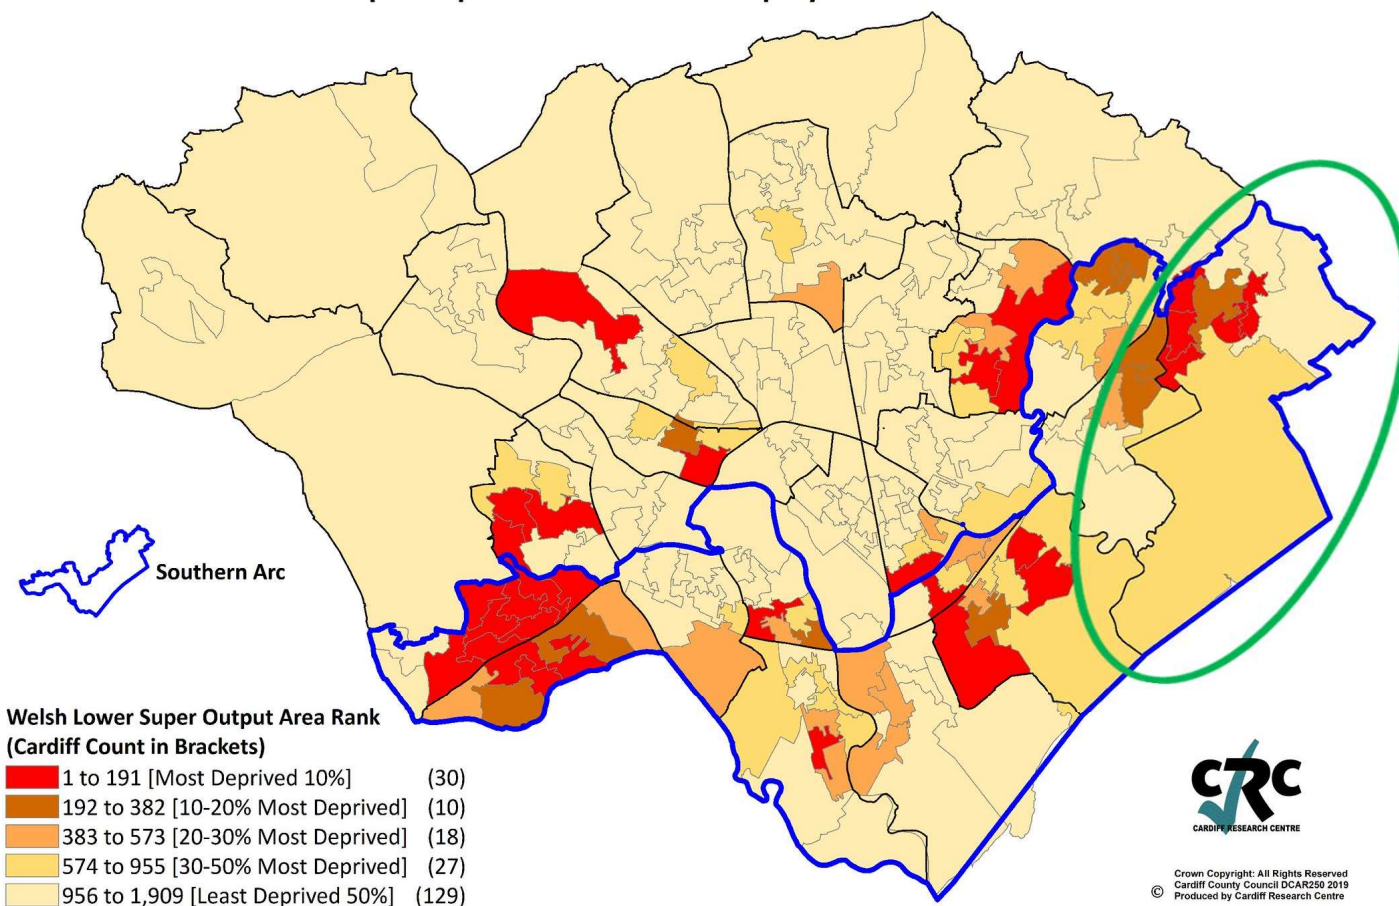 Southern Arc
Welsh Lower Super Output Area Rank
(Cardiff Count in Brackets)
1 to 191 [Most Deprived 10%] (30)
192 to 382 [10-20% Most Deprived] (10)
383 to 573 [20-30% Most Deprived] (18)
574 to 955 [30-50% Most Deprived] (27)
956 to 1,909 [Least Deprived 50%] (129)
CRC
CARDIFF RESEARCH CENTRE
Crown Copyright: All Rights Reserved
Cardiff County Council DCAR250 2019
© Produced by Cardiff Research Centre